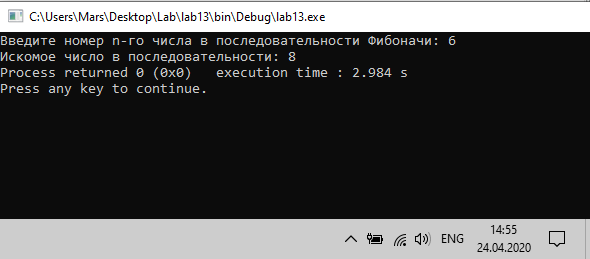 C:\Users\Mars\Desktop\Lab\lab13\bin\Debug\lab13.exe
Введите номер n-го числа в последовательности Фибоначи: 6
Искомое число в последовательности: 8
Process returned 0 (0x0)   execution time : 2.984 s
Press any key to continue.
ENG
14:55
24.04.2020